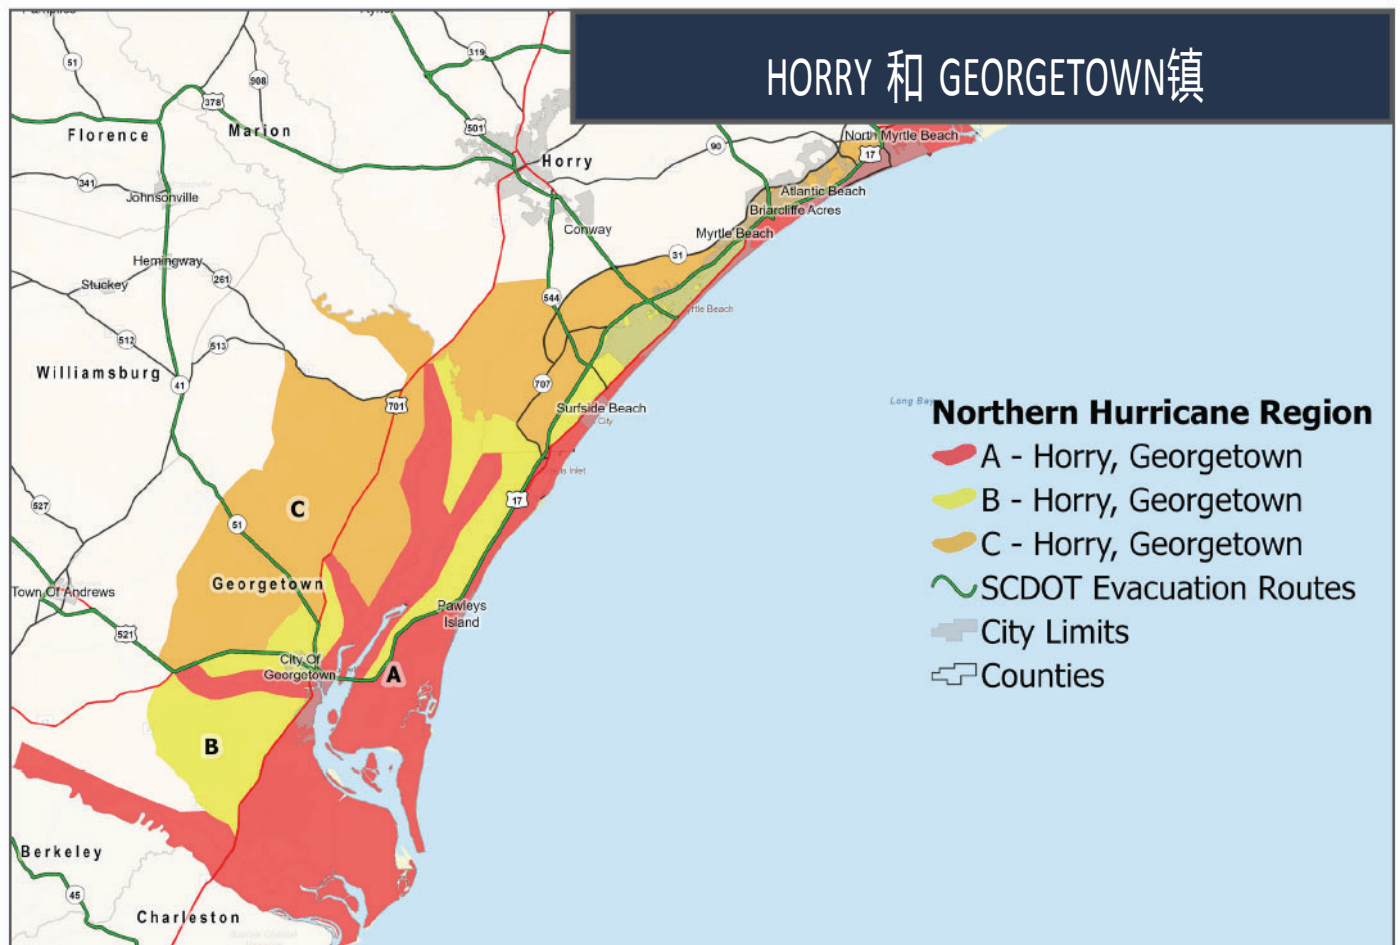 HORRY 和 GEORGETOWN镇
319
51
908
378
501
Florence
Marion
North Myrtle Beach
90
17
Horry
341
Johnsonville
Atlantic Beach
Briarcliffe Acres
Conway
Myrtle Beach
31
Hemingway
261
Stuckey
544
rtle Beach
512
513
Williamsburg
41
707
701
Surfside Beach
City
Long Bay
Northern Hurricane Region
A - Horry, Georgetown
B - Horry, Georgetown
C - Horry, Georgetown
SCDOT Evacuation Routes
City Limits
Counties
Inlet
17
527
C
51
Georgetown
Town Of Andrews
Pawleys
Island
521
City Of
Georgetown
A
B
Berkeley
45
Charleston